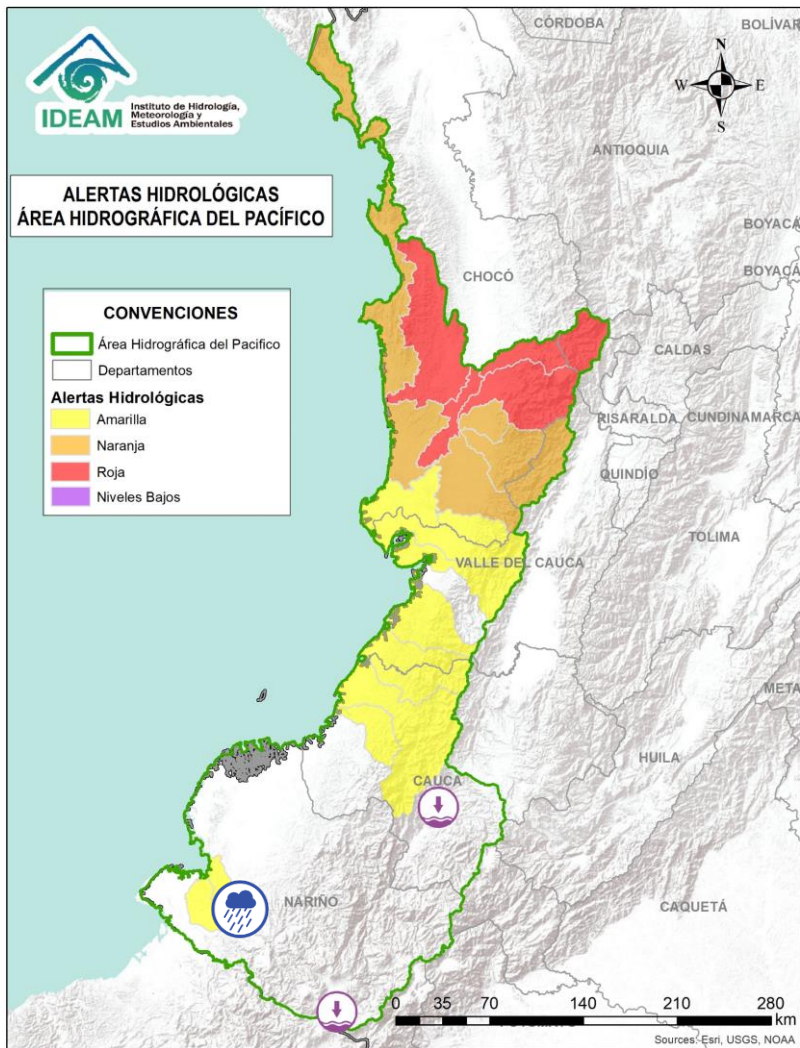 CÓRDOBA
BOLÍVAR
N
W
E
S
IDEAM
Instituto de Hidrología,
Meteorología y
Estudios Ambientales
ANTIOQUIA
ALERTAS HIDROLÓGICAS
ÁREA HIDROGRÁFICA DEL PACÍFICO
BOYACÁ
BOYACÁ
CHOCÓ
CONVENCIONES
Área Hidrográfica del Pacifico
Departamentos
Alertas Hidrológicas
Amarilla
Naranja
Roja
Niveles Bajos
CALDAS
RISARALDA
CUNDINAMARCA
QUINDÍO
TOLIMA
VALLE DEL CAUCA
META
HUILA
CAUCA
NARIÑO
CAQUETÁ
0 35 70 140 210 280
km
Sources: Esri, USGS, NOAA